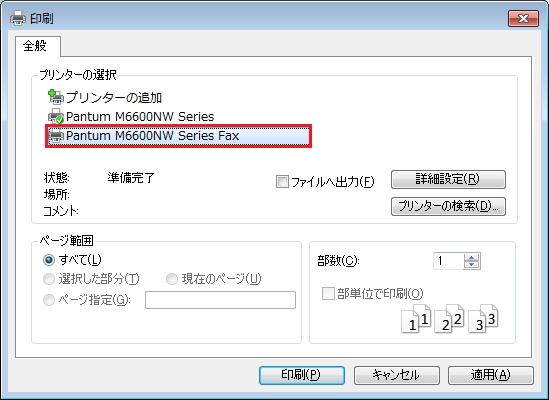 印刷
全般
プリンターの選択
プリンターの追加
Pantum M6600NW Series
Pantum M6600NW Series Fax
状態: 準備完了
場所:
コメント:
ファイルへ出力(F)
詳細設定(R)
プリンターの検索(D)...
ページ範囲
すべて(L)
選択した部分(T)
現在のページ(U)
ページ指定(G):
部数(C): 1
部単位で印刷(O)
1 1 2 2 3 3
印刷(P)
キャンセル
適用(A)